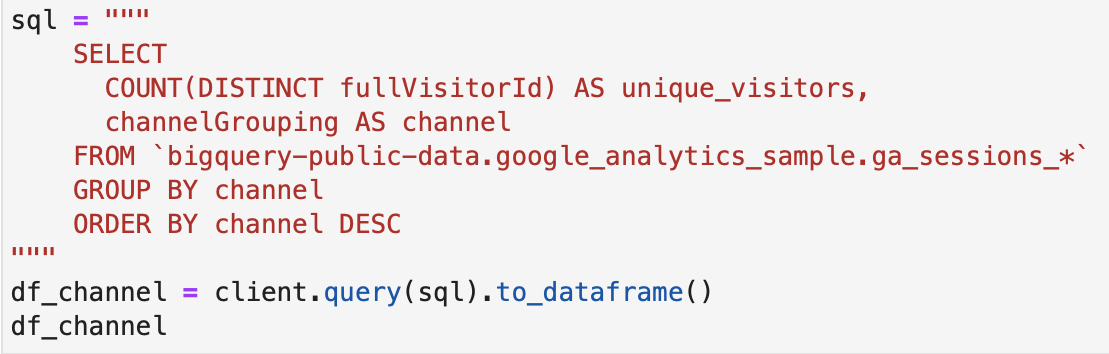 sql = """
    SELECT
      COUNT(DISTINCT fullVisitorId) AS unique_visitors,
      channelGrouping AS channel
    FROM `bigquery-public-data.google_analytics_sample.ga_sessions_*`
    GROUP BY channel
    ORDER BY channel DESC
"""
df_channel = client.query(sql).to_dataframe()
df_channel